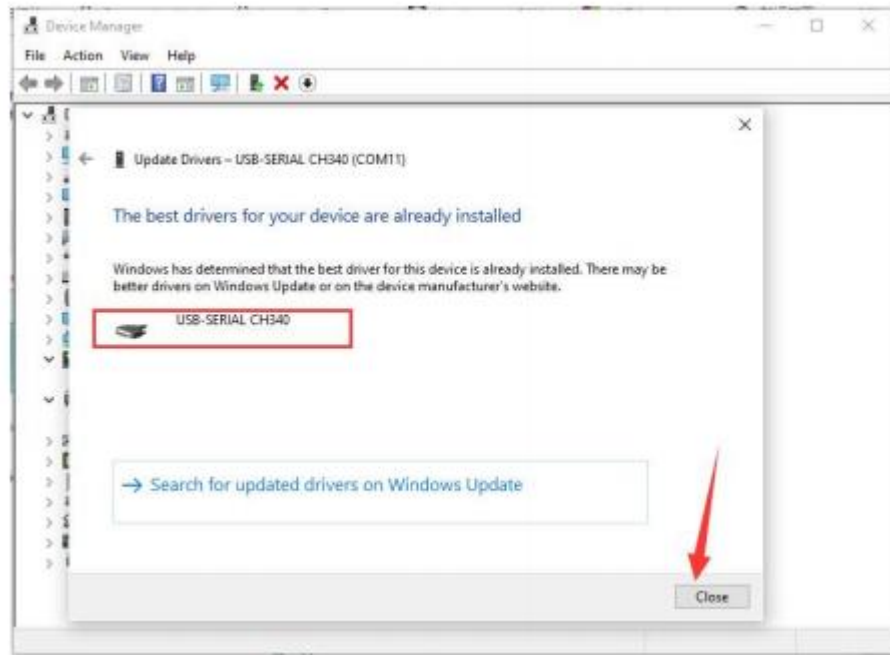 Device Manager
File Action View Help
Update Drivers – USB-SERIAL CH340 (COM11)
The best drivers for your device are already installed
Windows has determined that the best driver for this device is already installed. There may be
better drivers on Windows Update or on the device manufacturer's website.
USB-SERIAL CH340
Search for updated drivers on Windows Update
Close